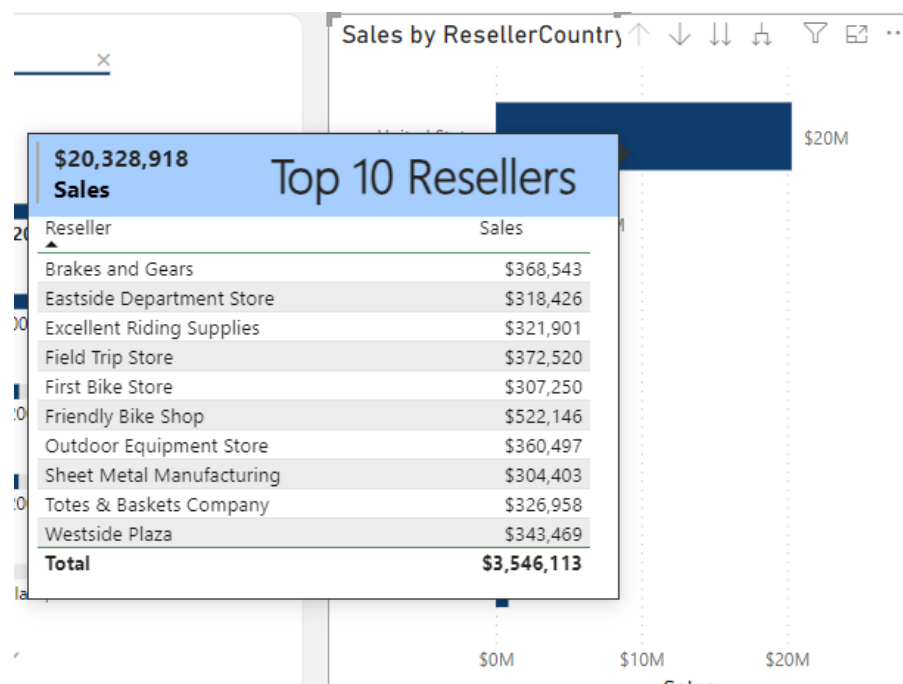 Sales by ResellerCountry
$20M
$20,328,918
Sales
Top 10 Resellers
Reseller Sales
Brakes and Gears $368,543
Eastside Department Store $318,426
Excellent Riding Supplies $321,901
Field Trip Store $372,520
First Bike Store $307,250
Friendly Bike Shop $522,146
Outdoor Equipment Store $360,497
Sheet Metal Manufacturing $304,403
Totes & Baskets Company $326,958
Westside Plaza $343,469
Total $3,546,113
$0M $10M $20M